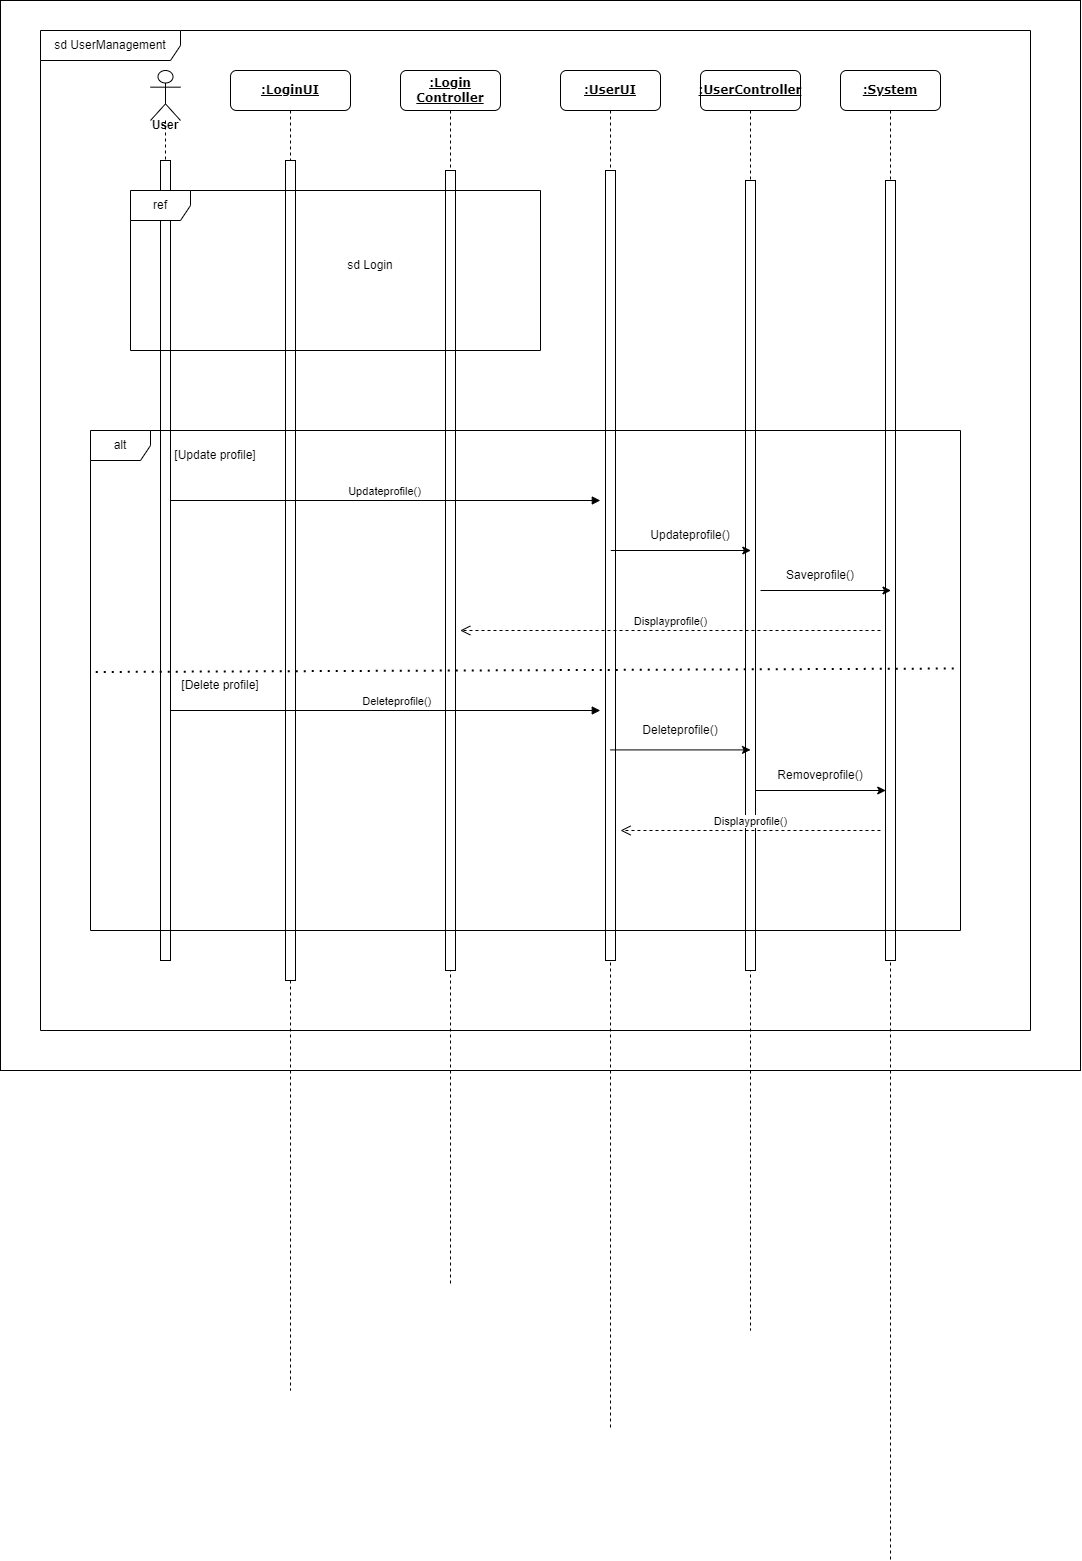 sd UserManagement
User
:LoginUI
:Login
Controller
:UserUI
:UserController
:System
ref
sd Login
alt
[Update profile]
Updateprofile()
Updateprofile()
Saveprofile()
Displayprofile()
[Delete profile]
Deleteprofile()
Deleteprofile()
Removeprofile()
Displayprofile()